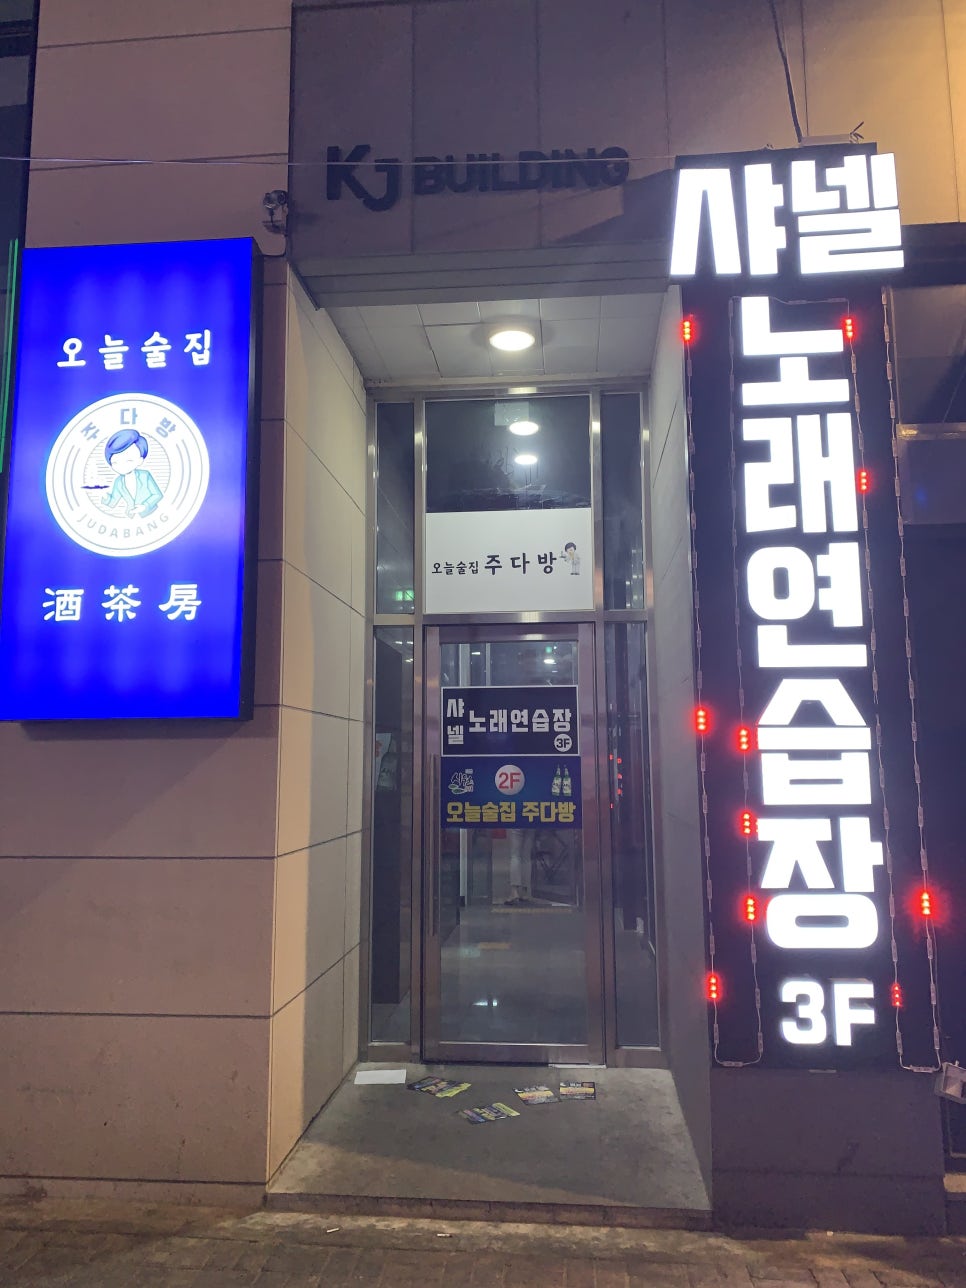 KJ BUILDING
샤넬
노래연습장
3F
오늘술집
주다방
JUDABANG
酒茶房
오늘술집 주다방
샤넬 노래연습장
3F
2F
오늘술집 주다방